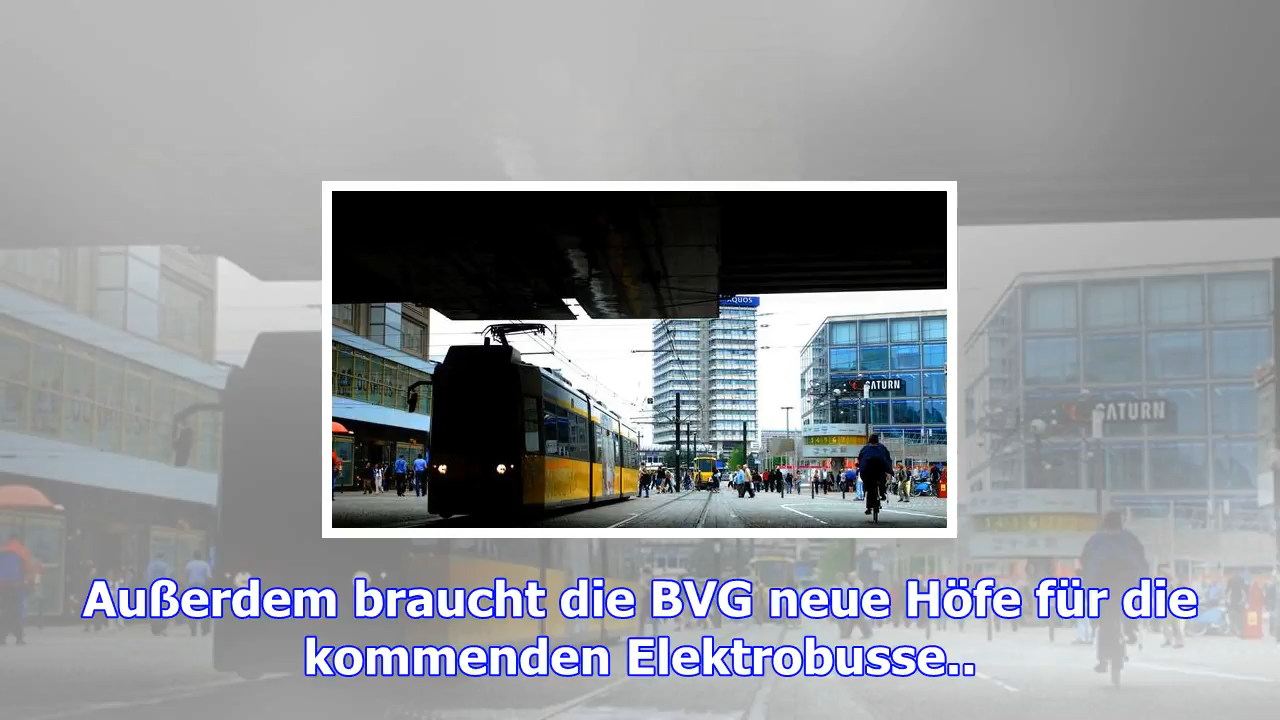 AQUOS
SATURN
SATURN
Außerdem braucht die BVG neue Höfe für die
kommenden Elektrobusse..